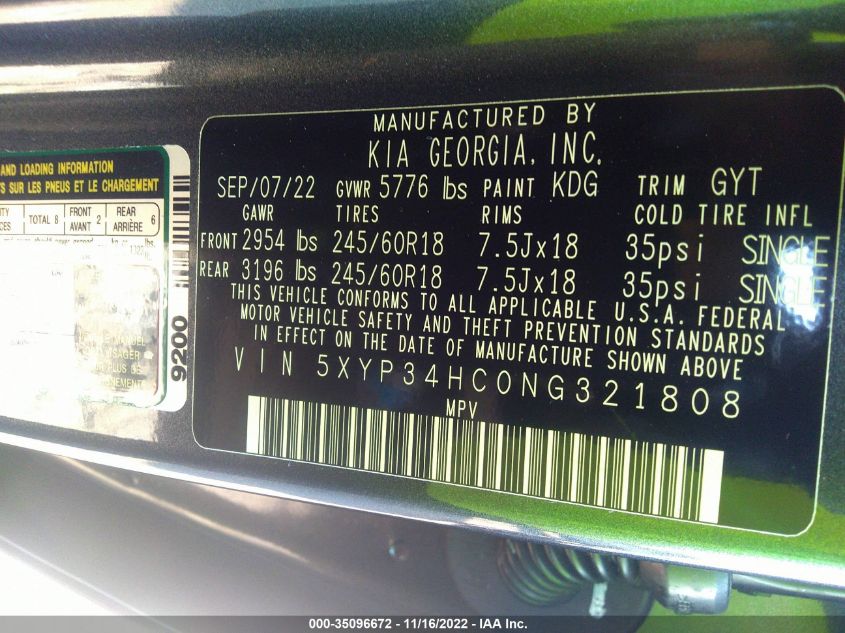 AND LOADING INFORMATION
SUR LES PNEUS ET LE CHARGEMENT
TOTAL 8
FRONT AVANT 2
REAR ARRIÈRE 6
9200
MANUFACTURED BY
KIA GEORGIA, INC.
SEP/07/22 GVWR 5776 lbs PAINT KDG TRIM GYT
GAWR TIRES RIMS COLD TIRE INFL
FRONT 2954 lbs 245/60R18 7.5Jx18 35psi SINGLE
REAR 3196 lbs 245/60R18 7.5Jx18 35psi SINGLE
THIS VEHICLE CONFORMS TO ALL APPLICABLE U.S.A. FEDERAL
MOTOR VEHICLE SAFETY AND THEFT PREVENTION STANDARDS
IN EFFECT ON THE DATE OF MANUFACTURE SHOWN ABOVE
VIN 5XYP34HC0NG321808
MPV
000-35096672 - 11/16/2022 - IAA Inc.